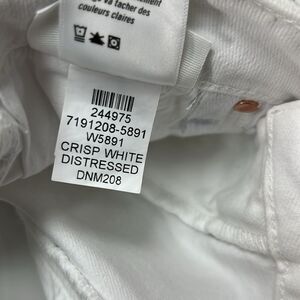 va tacher des
couleurs claires
244975
7191208-5891
W5891
CRISP WHITE
DISTRESSED
DNM208